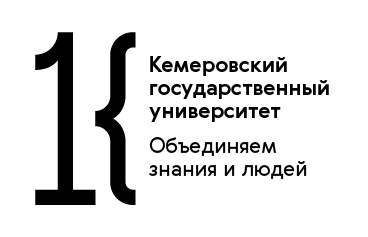 Кемеровский
государственный
университет
Объединяем
знания и людей